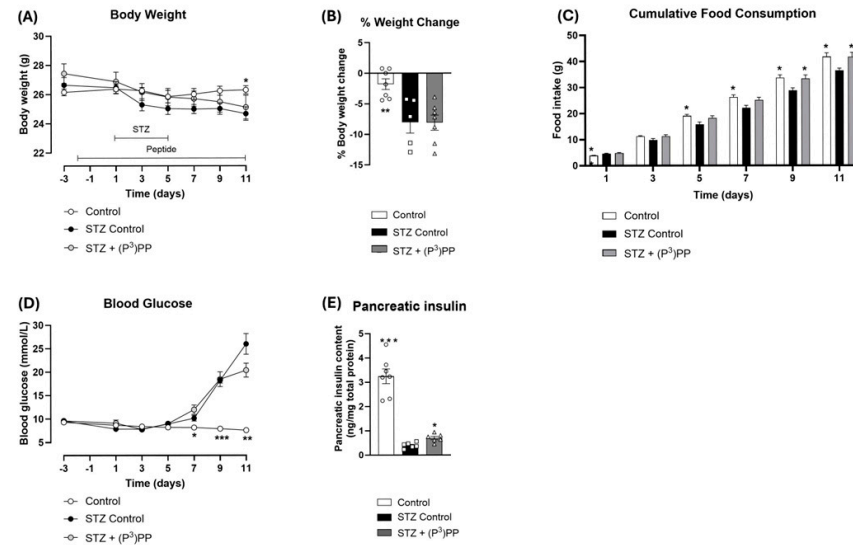 (A)
Body Weight
Body weight (g)
30
28
26
24
22
*
STZ
Peptide
-3 -1 1 3 5 7 9 11
Time (days)
Control
STZ Control
STZ + (P³)PP
(B)
% Weight Change
% Body weight change
5
0
-5
-10
-15
**
Control
STZ Control
STZ + (P³)PP
(C)
Cumulative Food Consumption
Food intake (g)
50
40
30
20
10
0
* * * * * * * *
1 3 5 7 9 11
Time (days)
Control
STZ Control
STZ + (P³)PP
(D)
Blood Glucose
Blood glucose (mmol/L)
30
25
20
15
10
5
* *** **
-3 -1 1 3 5 7 9 11
Time (days)
Control
STZ Control
STZ + (P³)PP
(E)
Pancreatic insulin
Pancreatic insulin content
(ng/mg total protein)
5
4
3
2
1
0
***
*
Control
STZ Control
STZ + (P³)PP